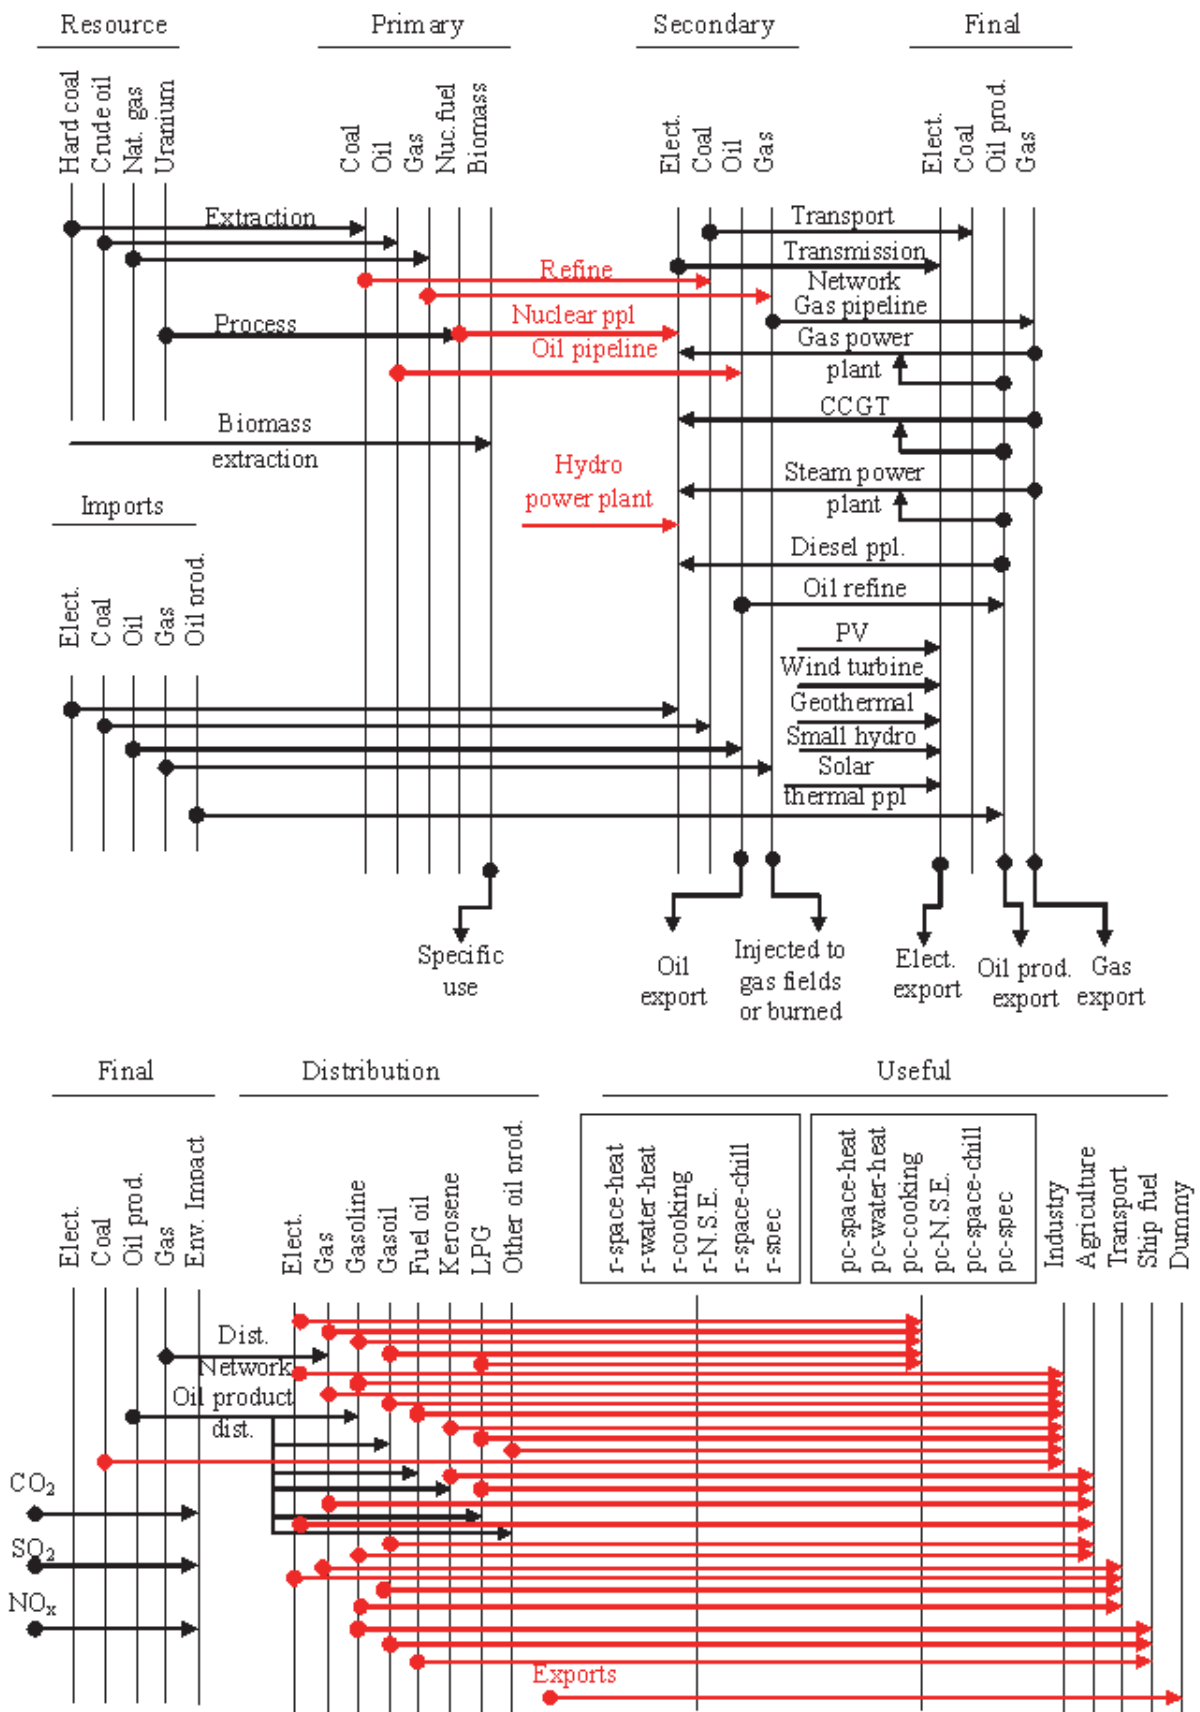 Resource Primary Secondary Final
Hard coal
Crude oil
Nat. gas
Uranium
Coal
Oil
Gas
Nuc.fuel
Biomass
Elect.
Coal
Oil
Gas
Elect.
Coal
Oil prod.
Gas
Extraction
Transport
Transmission
Network
Refine
Gas pipeline
Process
Nuclear ppl
Oil pipeline
Gas power
plant
CCGT
Biomass
extraction
Hydro
power plant
Steam power
plant
Imports
Diesel ppl.
Elect.
Coal
Oil
Gas
Oil prod.
Oil refine
PV
Wind turbine
Geothermal
Small hydro
Solar
thermal ppl
Specific
use
Oil
export
Injected to
gas fields
or burned
Elect.
export
Oil prod.
export
Gas
export
Final Distribution Useful
Elect.
Coal
Oil prod.
Gas
Env. Impact
Elect.
Gas
Gasoline
Gasoil
Fuel oil
Kerosene
LPG
Other oil prod.
r-space-heat
r-water-heat
r-cooking
r-N.S.E.
r-space-chill
r-spec
pc-space-heat
pc-water-heat
pc-cooking
pc-N.S.E.
pc-space-chill
pc-spec
Industry
Agriculture
Transport
Ship fuel
Dummy
Dist.
Network
Oil product
dist.
CO2
SO2
NOx
Exports